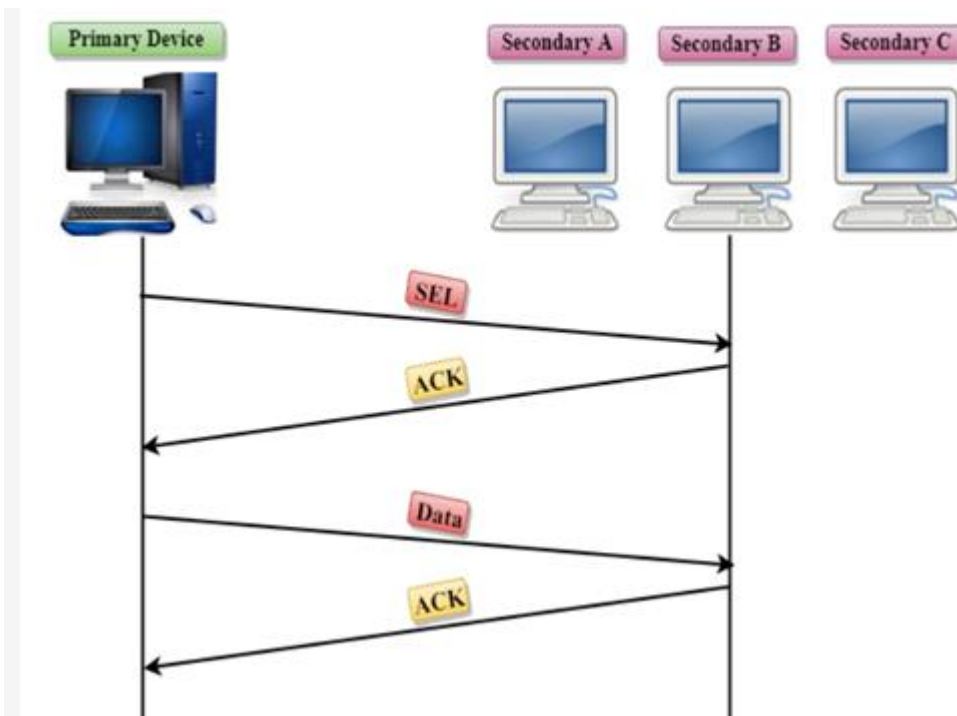 Primary Device
Secondary A
Secondary B
Secondary C
SEL
ACK
Data
ACK